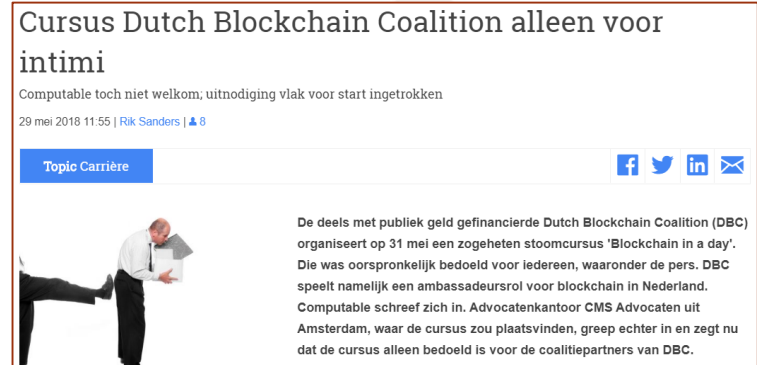 Cursus Dutch Blockchain Coalition alleen voor
intimi
Computable toch niet welkom; uitnodiging vlak voor start ingetrokken
29 mei 2018 11:55 | Rik Sanders | 8
Topic Carrière
De deels met publiek geld gefinancierde Dutch Blockchain Coalition (DBC)
organiseert op 31 mei een zogeheten stoomcursus 'Blockchain in a day'.
Die was oorspronkelijk bedoeld voor iedereen, waaronder de pers. DBC
speelt namelijk een ambassadeursrol voor blockchain in Nederland.
Computable schreef zich in. Advocatenkantoor CMS Advocaten uit
Amsterdam, waar de cursus zou plaatsvinden, greep echter in en zegt nu
dat de cursus alleen bedoeld is voor de coalitiepartners van DBC.